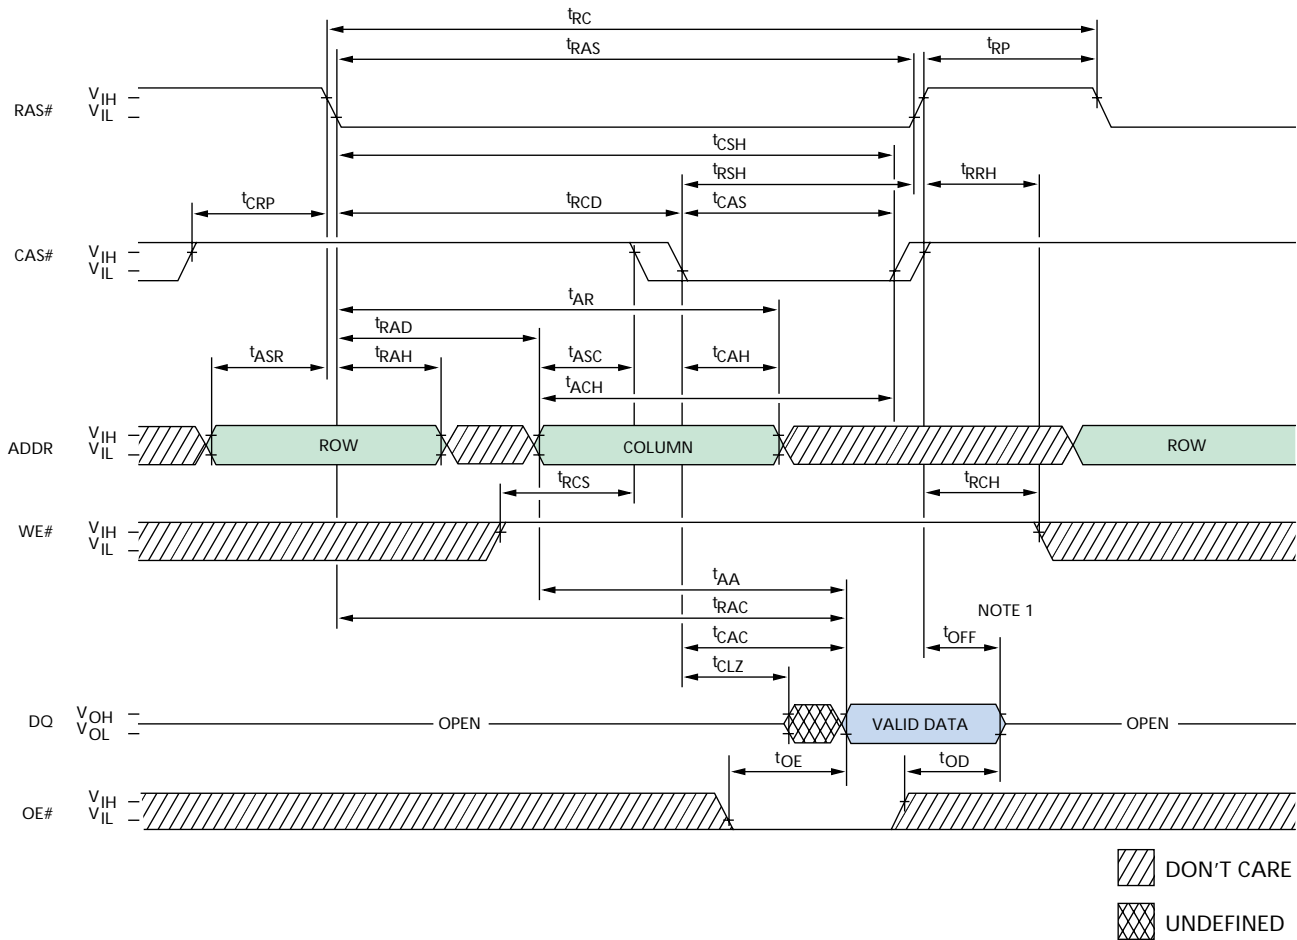 tRC
tRAS
tRP
RAS#
VIH
VIL
tCSH
tRSH
tRRH
tCRP
tRCD
tCAS
CAS#
VIH
VIL
tAR
tRAD
tASR
tRAH
tASC
tCAH
tACH
ADDR
VIH
VIL
ROW
COLUMN
ROW
tRCS
tRCH
WE#
VIH
VIL
tAA
tRAC
NOTE 1
tCAC
tOFF
tCLZ
DQ
VOH
VOL
OPEN
VALID DATA
OPEN
tOE
tOD
OE#
VIH
VIL
DON'T CARE
UNDEFINED